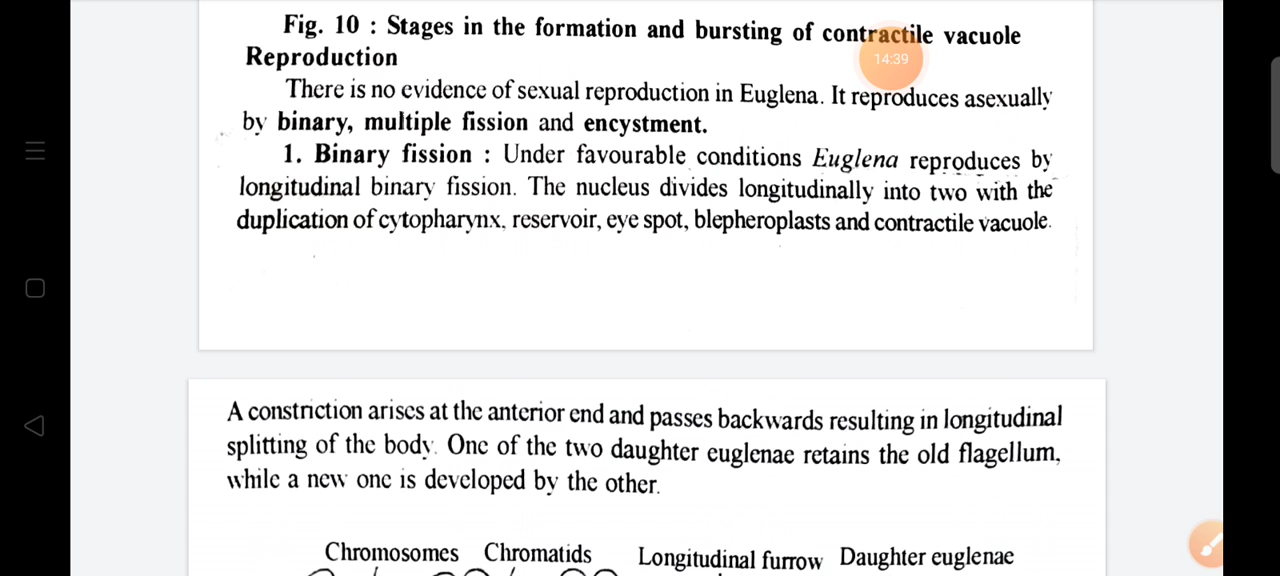 Fig. 10 : Stages in the formation and bursting of contractile vacuole
14:39
Reproduction
There is no evidence of sexual reproduction in Euglena. It reproduces asexually
by binary, multiple fission and encystment.
1. Binary fission : Under favourable conditions Euglena reproduces by
longitudinal binary fission. The nucleus divides longitudinally into two with the
duplication of cytopharynx, reservoir, eye spot, blepheroplasts and contractile vacuole.
A constriction arises at the anterior end and passes backwards resulting in longitudinal
splitting of the body. One of the two daughter euglenae retains the old flagellum,
while a new one is developed by the other.
Chromosomes Chromatids Longitudinal furrow Daughter euglenae